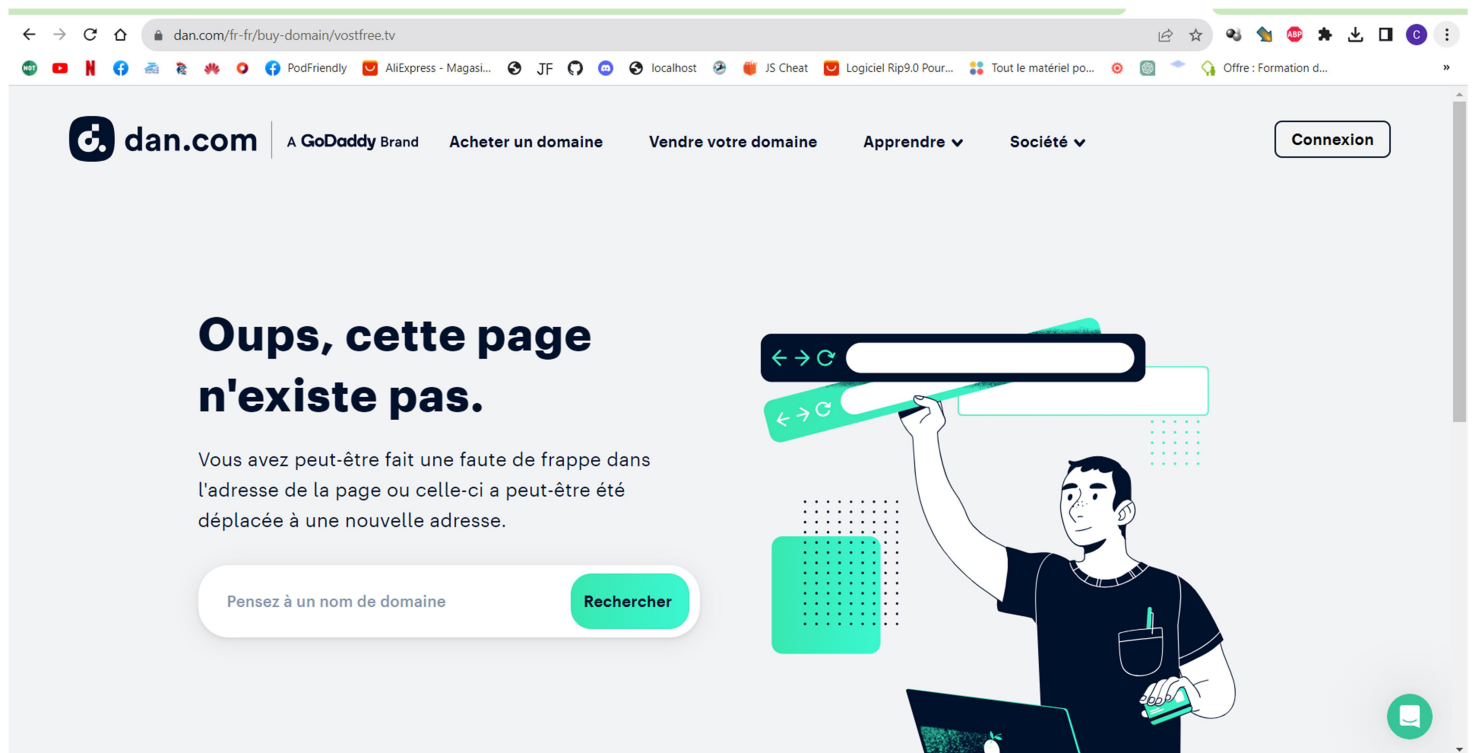 dan.com/fr-fr/buy-domain/vostfree.tv
ABP
C
NOT
PodFriendly
AliExpress - Magasi...
JF
localhost
JS Cheat
Logiciel Rip9.0 Pour...
Tout le matériel po...
Offre : Formation d...
»
d.
dan.com
A GoDaddy Brand
Acheter un domaine
Vendre votre domaine
Apprendre
Société
Connexion
Oups, cette page
n'existe pas.
Vous avez peut-être fait une faute de frappe dans
l'adresse de la page ou celle-ci a peut-être été
déplacée à une nouvelle adresse.
Pensez à un nom de domaine
Rechercher